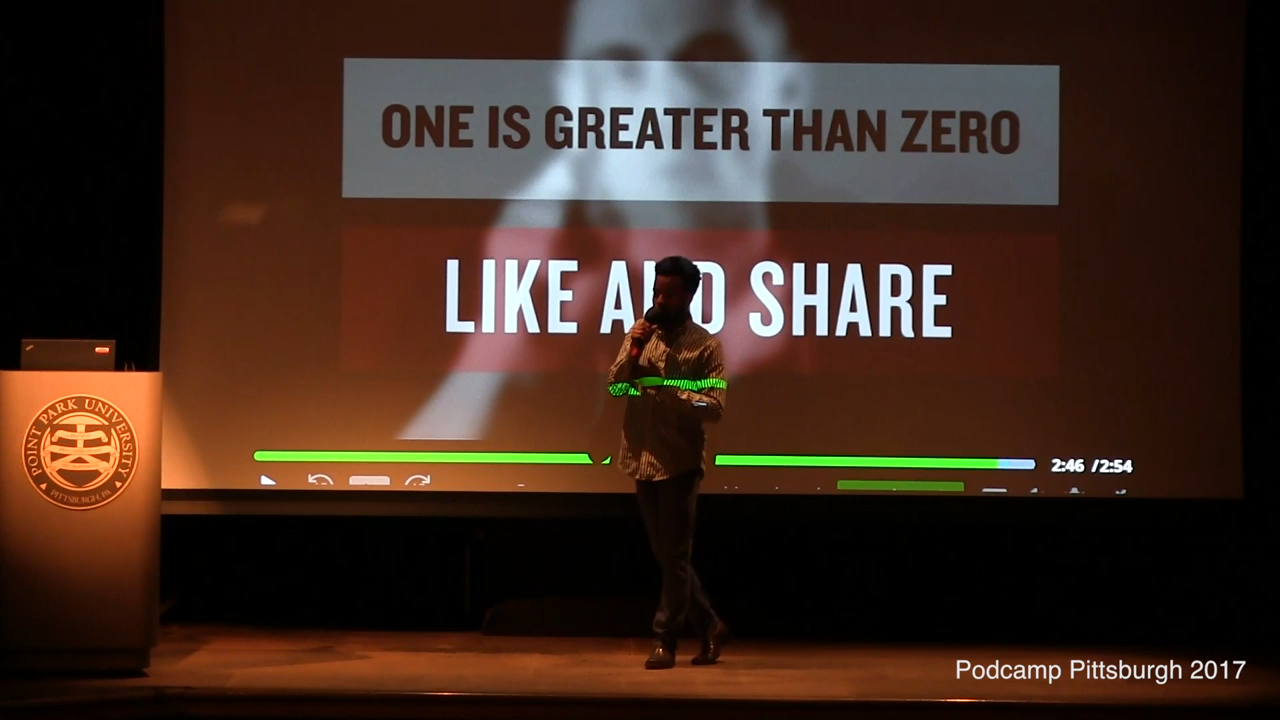 ONE IS GREATER THAN ZERO
LIKE AND SHARE
2:46 / 2:54
POINT PARK UNIVERSITY
PITTSBURGH, PA
Podcamp Pittsburgh 2017